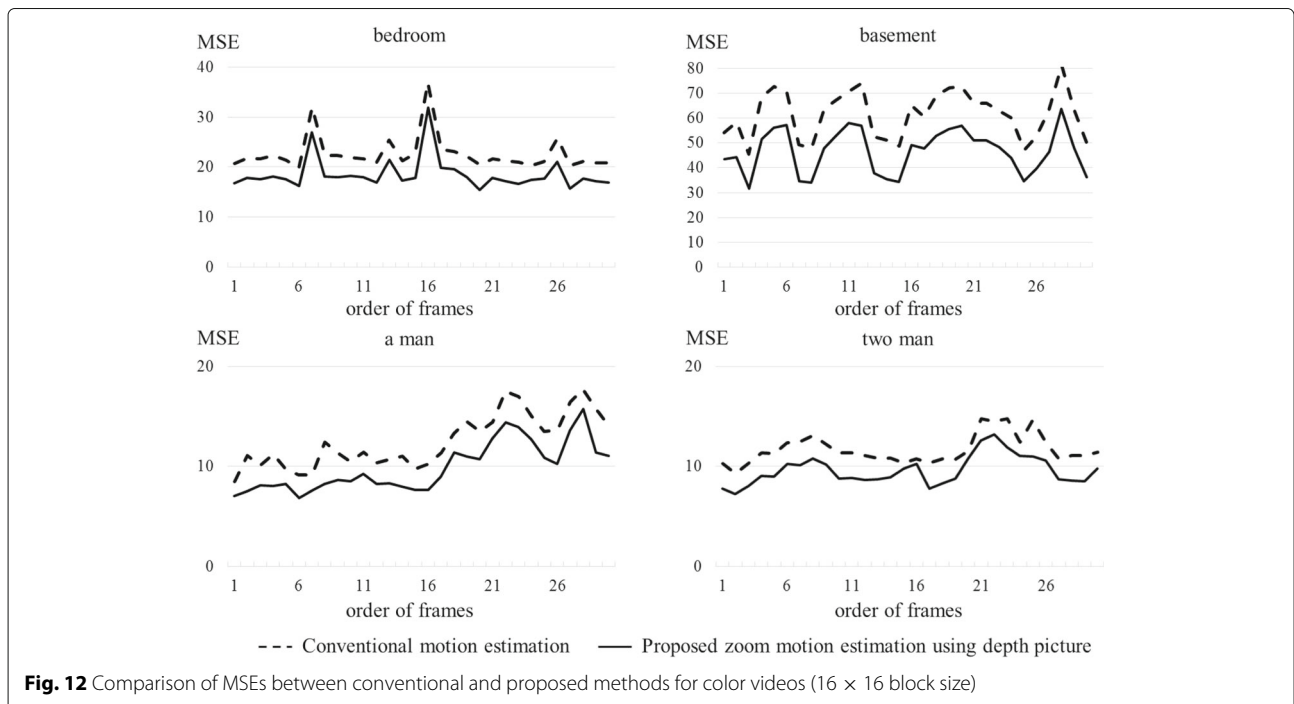 bedroom
MSE
40
30
20
10
0
1 6 11 16 21 26
order of frames
basement
MSE
80
70
60
50
40
30
20
10
0
1 6 11 16 21 26
order of frames
a man
MSE
20
10
0
1 6 11 16 21 26
order of frames
two man
MSE
20
10
0
1 6 11 16 21 26
order of frames
Conventional motion estimation Proposed zoom motion estimation using depth picture
Fig. 12 Comparison of MSEs between conventional and proposed methods for color videos (16 × 16 block size)